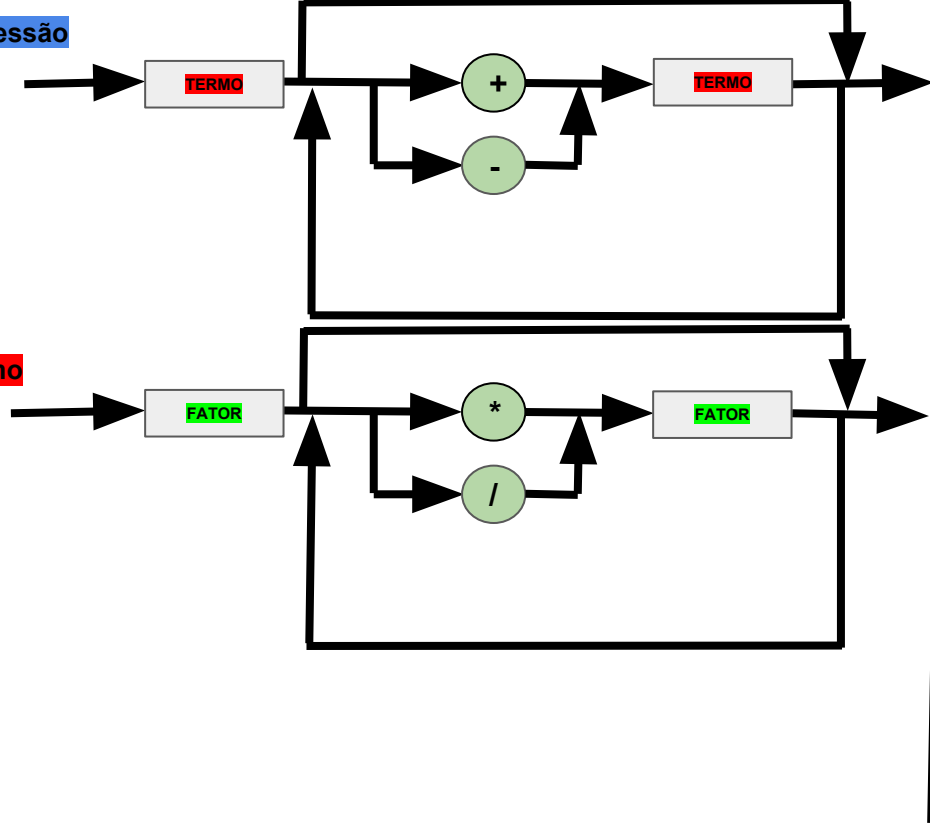 essão
TERMO
+
TERMO
-
no
FATOR
*
FATOR
/